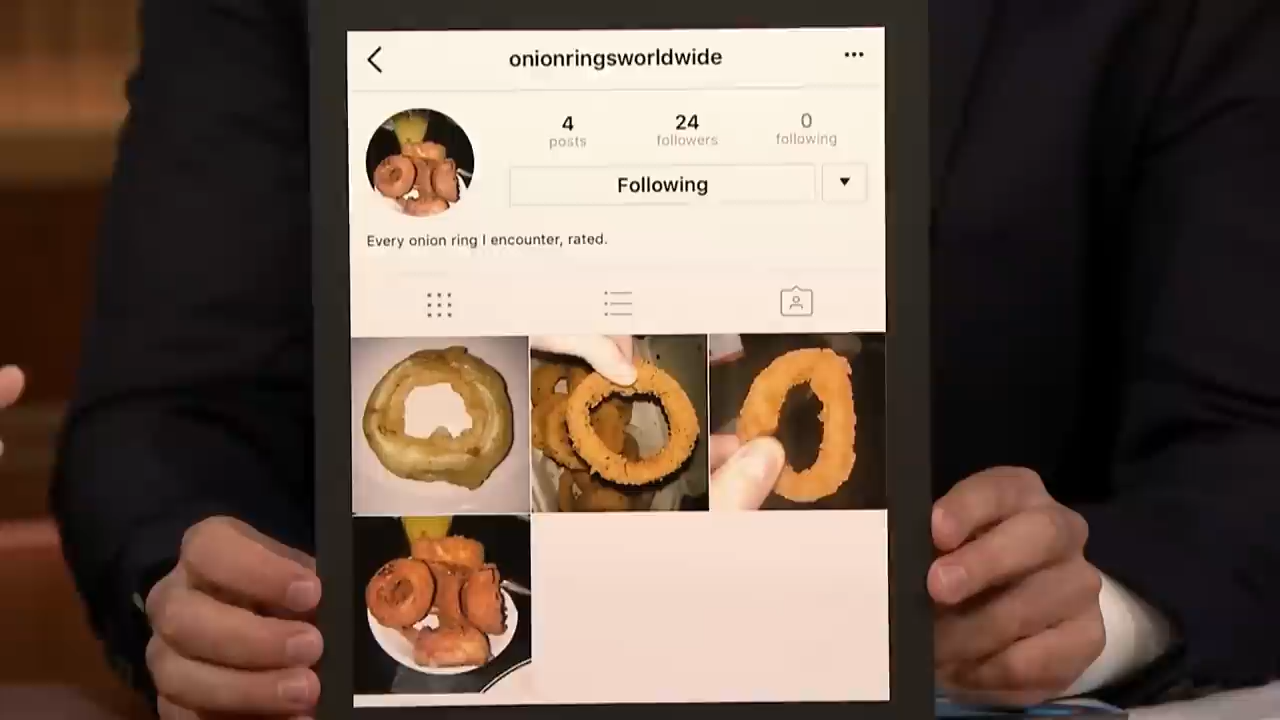 onionringsworldwide
4 24 0
posts followers following
Following
Every onion ring I encounter, rated.